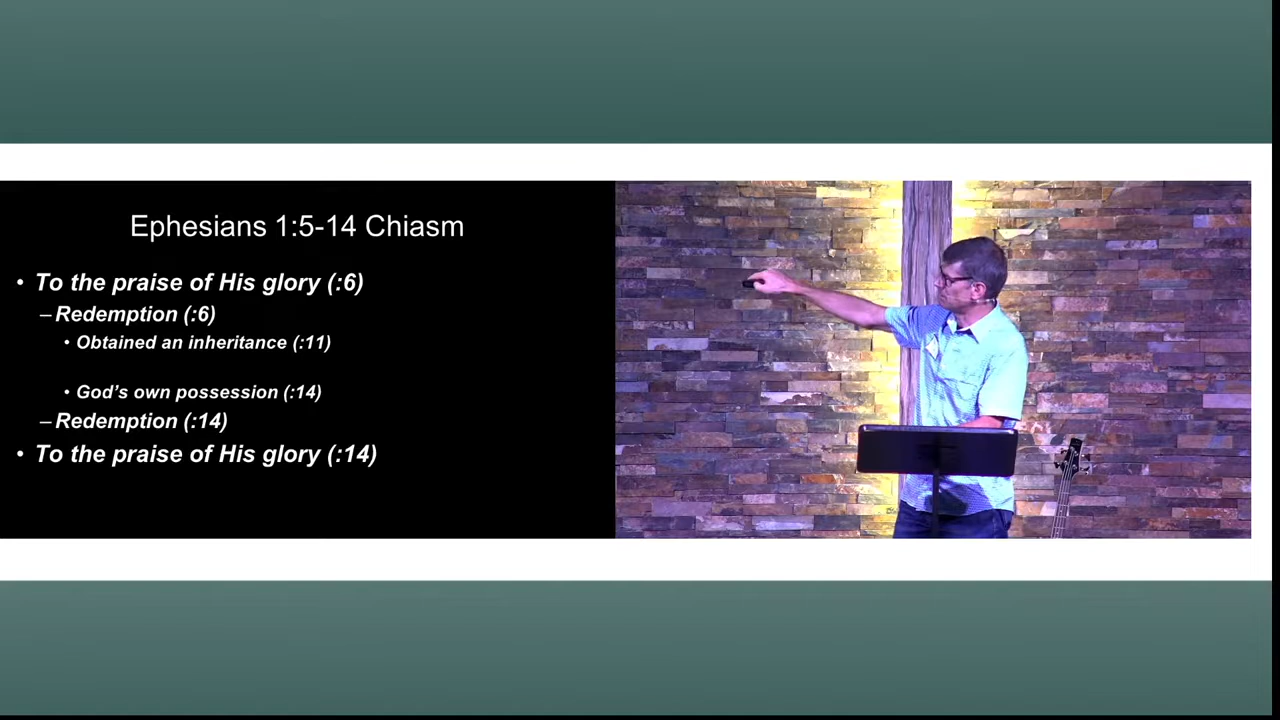 Ephesians 1:5-14 Chiasm
• To the praise of His glory (:6)
– Redemption (:6)
• Obtained an inheritance (:11)
• God's own possession (:14)
– Redemption (:14)
• To the praise of His glory (:14)